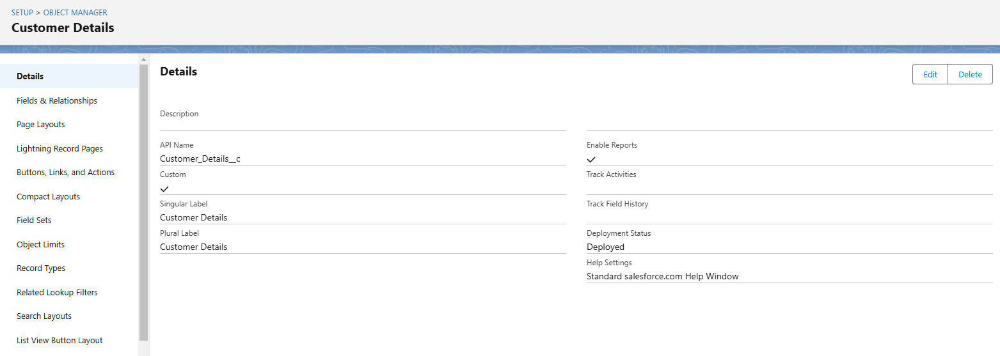 SETUP > OBJECT MANAGER
Customer Details
Details
Fields & Relationships
Page Layouts
Lightning Record Pages
Buttons, Links, and Actions
Compact Layouts
Field Sets
Object Limits
Record Types
Related Lookup Filters
Search Layouts
List View Button Layout
Details
Edit
Delete
Description
API Name
Customer_Details__c
Custom
Singular Label
Customer Details
Plural Label
Customer Details
Enable Reports
Track Activities
Track Field History
Deployment Status
Deployed
Help Settings
Standard salesforce.com Help Window